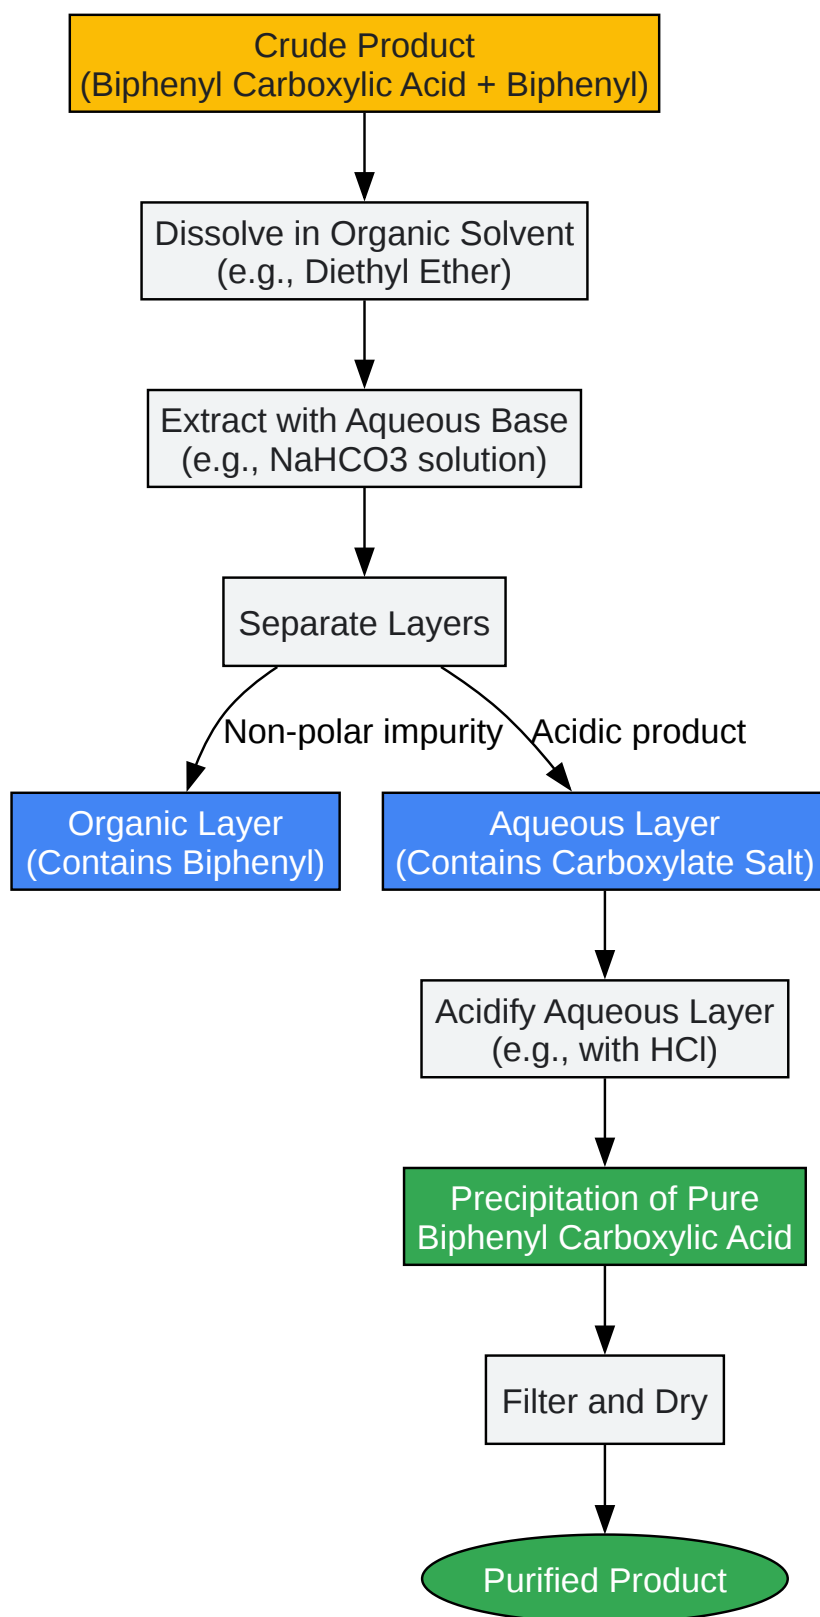 Crude Product
(Biphenyl Carboxylic Acid + Biphenyl)
Dissolve in Organic Solvent
(e.g., Diethyl Ether)
Extract with Aqueous Base
(e.g., NaHCO3 solution)
Separate Layers
Non-polar impurity
Acidic product
Organic Layer
(Contains Biphenyl)
Aqueous Layer
(Contains Carboxylate Salt)
Acidify Aqueous Layer
(e.g., with HCl)
Precipitation of Pure
Biphenyl Carboxylic Acid
Filter and Dry
Purified Product